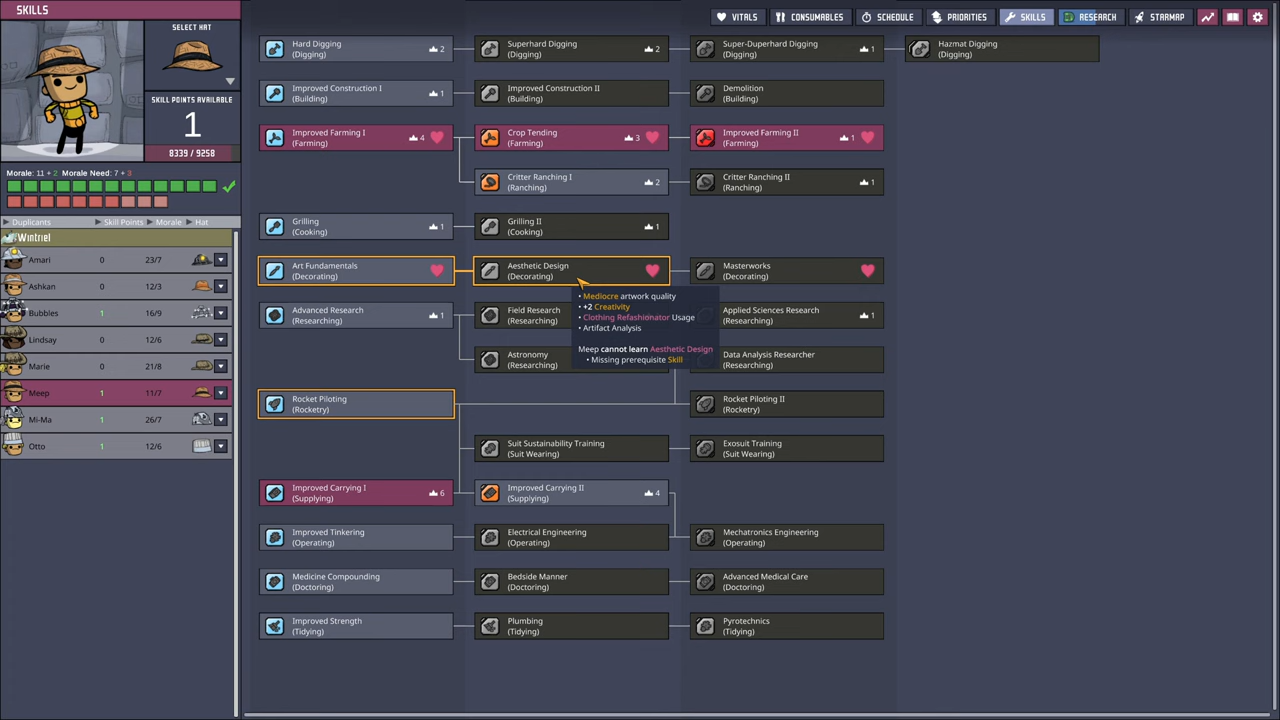 SKILLS
VITALS
CONSUMABLES
SCHEDULE
PRIORITIES
SKILLS
RESEARCH
STARMAP
SELECT HAT
SKILL POINTS AVAILABLE
1
8339 / 9258
Morale: 11 + 2 Morale Need: 7 + 3
Duplicants Skill Points Morale Hat
Wintriel
Amari 0 23/7
Ashkan 0 12/3
Bubbles 1 16/9
Lindsay 0 12/6
Marie 0 21/8
Meep 1 11/7
Mi-Ma 1 26/7
Otto 1 12/6
Hard Digging
(Digging)
2
Superhard Digging
(Digging)
2
Super-Duperhard Digging
(Digging)
1
Hazmat Digging
(Digging)
Improved Construction I
(Building)
1
Improved Construction II
(Building)
Demolition
(Building)
Improved Farming I
(Farming)
4
Crop Tending
(Farming)
3
Improved Farming II
(Farming)
1
Critter Ranching I
(Ranching)
2
Critter Ranching II
(Ranching)
1
Grilling
(Cooking)
1
Grilling II
(Cooking)
1
Art Fundamentals
(Decorating)
Aesthetic Design
(Decorating)
Masterworks
(Decorating)
• Mediocre artwork quality
• +2 Creativity
• Clothing Refashionator Usage
• Artifact Analysis
Meep cannot learn Aesthetic Design
• Missing prerequisite Skill
Advanced Research
(Researching)
1
Field Research
(Researching)
Applied Sciences Research
(Researching)
1
Astronomy
(Researching)
Data Analysis Researcher
(Researching)
Rocket Piloting
(Rocketry)
Rocket Piloting II
(Rocketry)
Suit Sustainability Training
(Suit Wearing)
Exosuit Training
(Suit Wearing)
Improved Carrying I
(Supplying)
6
Improved Carrying II
(Supplying)
4
Improved Tinkering
(Operating)
Electrical Engineering
(Operating)
Mechatronics Engineering
(Operating)
Medicine Compounding
(Doctoring)
Bedside Manner
(Doctoring)
Advanced Medical Care
(Doctoring)
Improved Strength
(Tidying)
Plumbing
(Tidying)
Pyrotechnics
(Tidying)